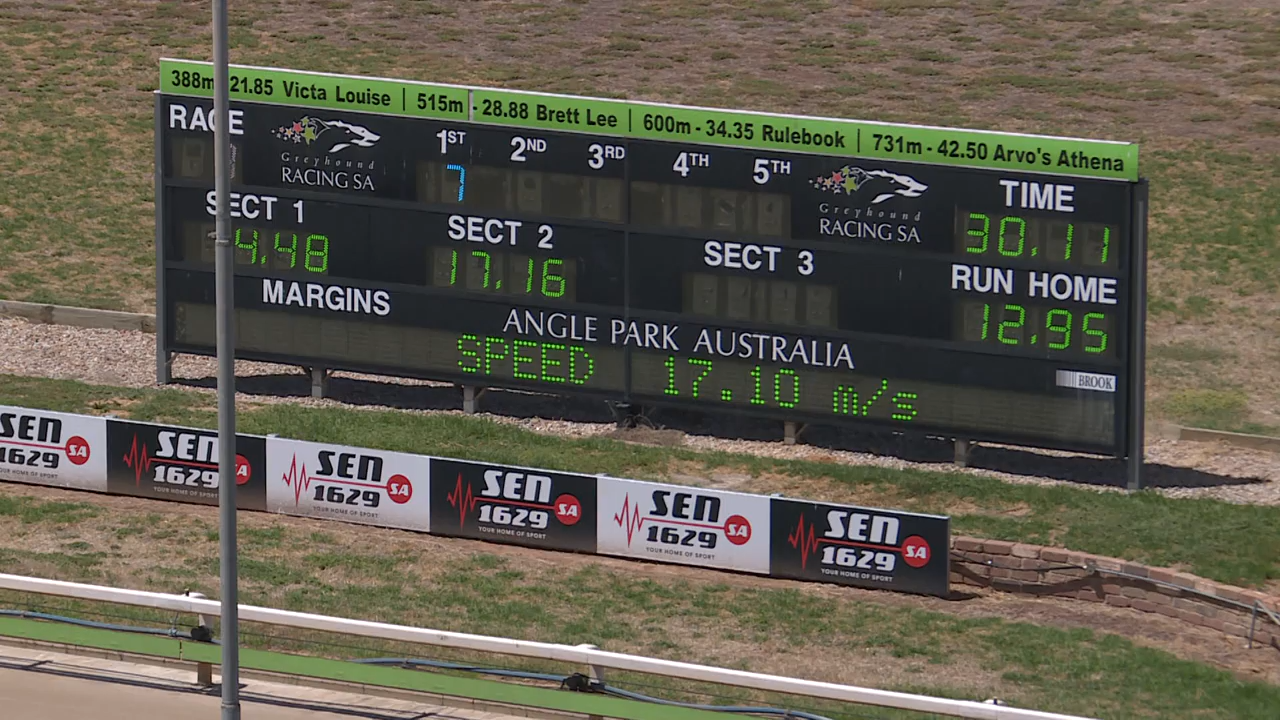 388m 21.85 Victa Louise | 515m - 28.88 Brett Lee | 600m - 34.35 Rulebook | 731m - 42.50 Arvo's Athena
RACE
Greyhound
RACING SA
1ST 2ND 3RD 4TH 5TH
7
Greyhound
RACING SA
TIME
30.11
SECT 1
4.48
SECT 2
17.16
SECT 3
RUN HOME
12.95
MARGINS
ANGLE PARK AUSTRALIA
SPEED 17.10 m/s
BROOK
SEN
1629 SA
YOUR HOME OF SPORT
SEN
1629 SA
YOUR HOME OF SPORT
SEN
1629 SA
YOUR HOME OF SPORT
SEN
1629 SA
YOUR HOME OF SPORT
SEN
1629 SA
YOUR HOME OF SPORT
SEN
1629 SA
YOUR HOME OF SPORT